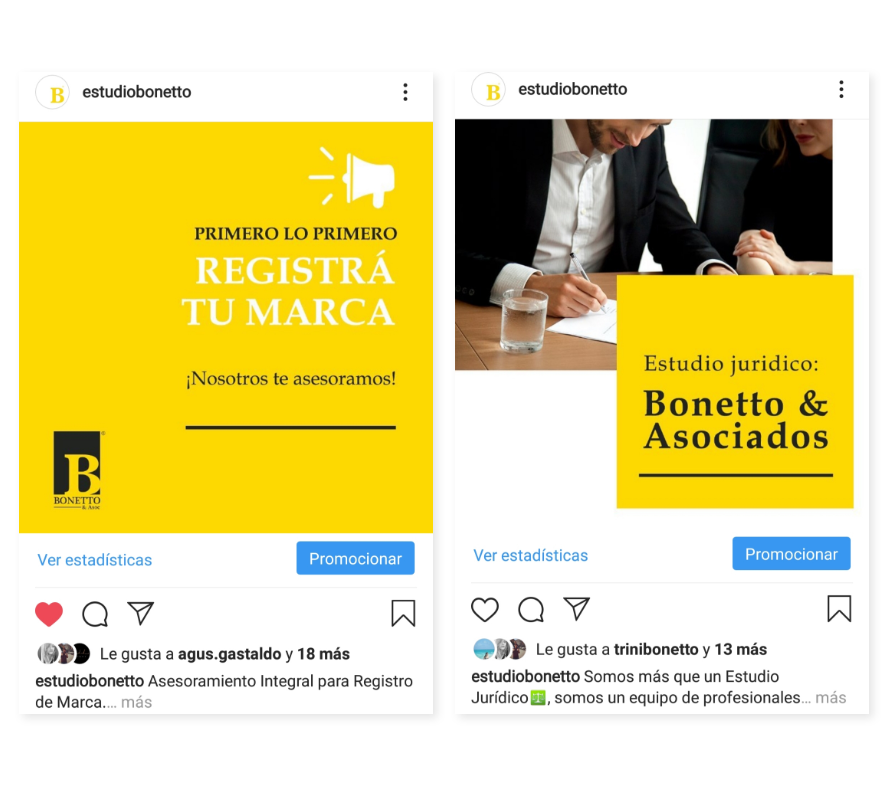 B
estudiobonetto
PRIMERO LO PRIMERO
REGISTRÁ
TU MARCA
¡Nosotros te asesoramos!
B
BONETTO
& Asoc
Ver estadísticas
Promocionar
Le gusta a agus.gastaldo y 18 más
estudiobonetto Asesoramiento Integral para Registro
de Marca.... más
B
estudiobonetto
Estudio juridico:
Bonetto &
Asociados
Ver estadísticas
Promocionar
Le gusta a trinibonetto y 13 más
estudiobonetto Somos más que un Estudio
Jurídico, somos un equipo de profesionales... más